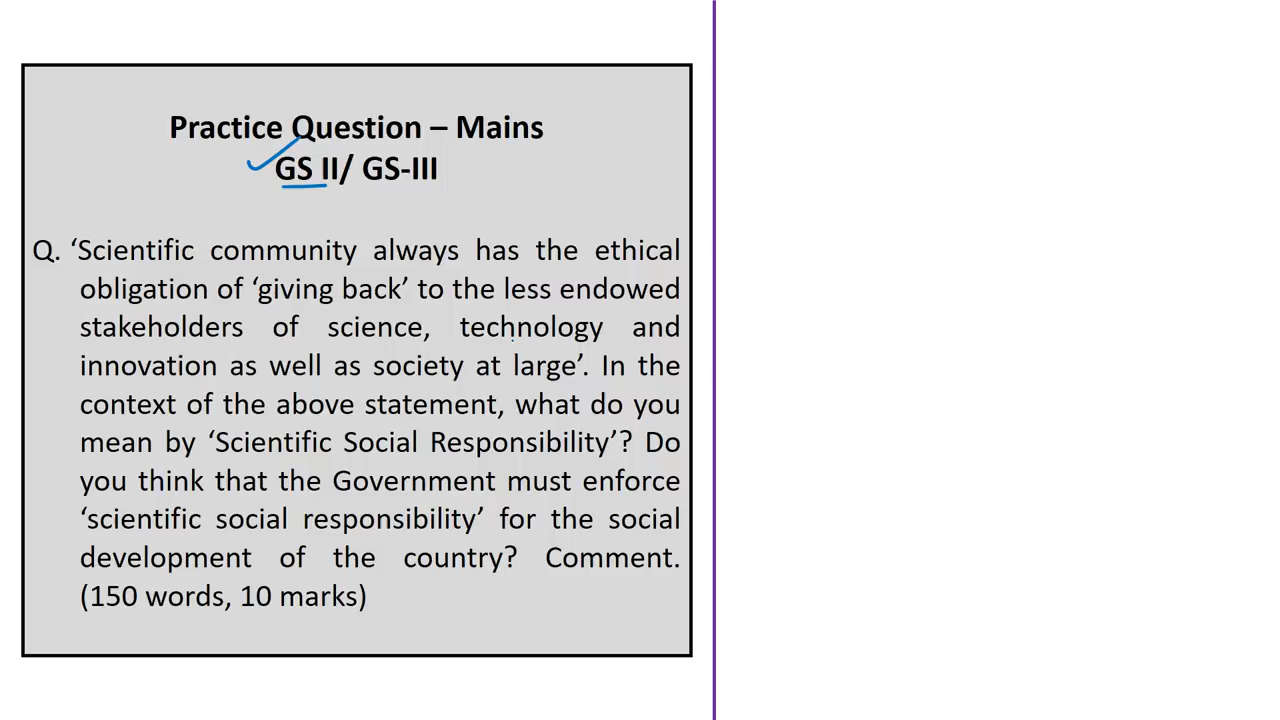 Practice Question – Mains
GS II/ GS-III
Q. ‘Scientific community always has the ethical
obligation of ‘giving back’ to the less endowed
stakeholders of science, technology and
innovation as well as society at large’. In the
context of the above statement, what do you
mean by ‘Scientific Social Responsibility’? Do
you think that the Government must enforce
‘scientific social responsibility’ for the social
development of the country? Comment.
(150 words, 10 marks)